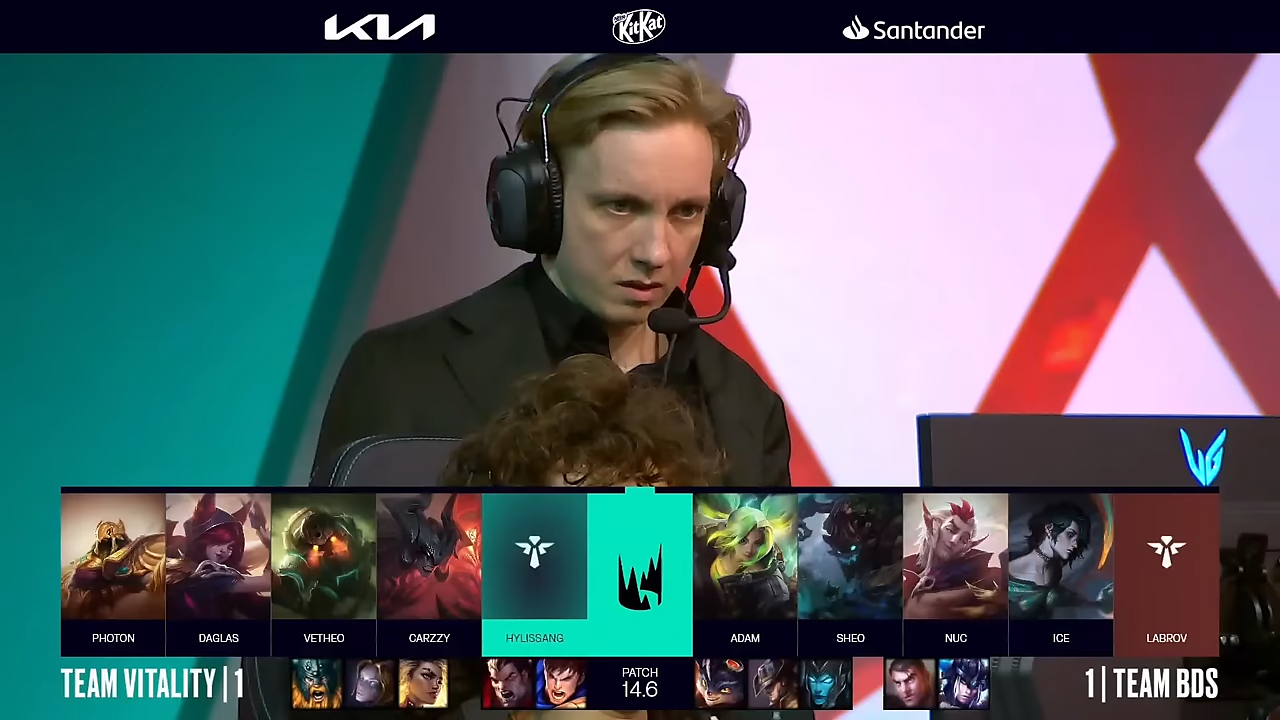 KIA
KitKat
Santander
PHOTON
DAGLAS
VETHEO
CARZZY
HYLISSANG
ADAM
SHEO
NUC
ICE
LABROV
TEAM VITALITY | 1
PATCH
14.6
1 | TEAM BDS